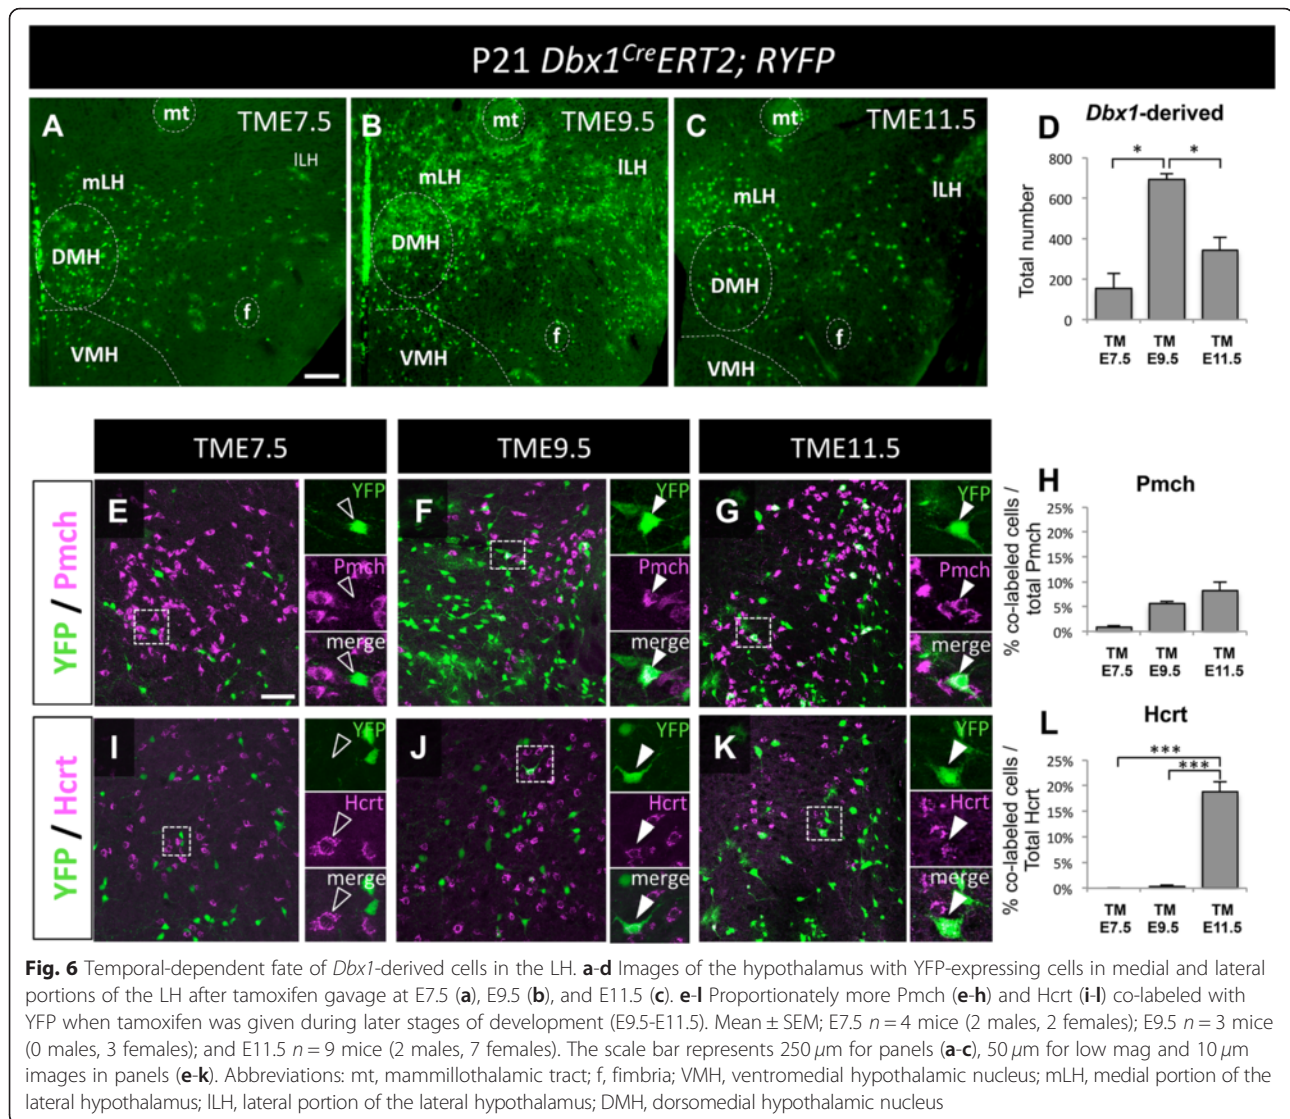 P21 Dbx1CreERT2; RYFP
A TME7.5 mt lLH mLH DMH f VMH
B TME9.5 mt lLH mLH DMH f VMH
C TME11.5 mt lLH mLH DMH f VMH
D Dbx1-derived
* *
Total number
800
600
400
200
0
TM E7.5
TM E9.5
TM E11.5
TME7.5
TME9.5
TME11.5
YFP / Pmch
E YFP Pmch merge
F YFP Pmch merge
G YFP Pmch merge
H Pmch
% co-labeled cells /
total Pmch
25%
20%
15%
10%
5%
0%
TM E7.5
TM E9.5
TM E11.5
YFP / Hcrt
I YFP Hcrt merge
J YFP Hcrt merge
K YFP Hcrt merge
L Hcrt
*** ***
% co-labeled cells /
Total Hcrt
25%
20%
15%
10%
5%
0%
TM E7.5
TM E9.5
TM E11.5
Fig. 6 Temporal-dependent fate of Dbx1-derived cells in the LH. a-d Images of the hypothalamus with YFP-expressing cells in medial and lateral
portions of the LH after tamoxifen gavage at E7.5 (a), E9.5 (b), and E11.5 (c). e-l Proportionately more Pmch (e-h) and Hcrt (i-l) co-labeled with
YFP when tamoxifen was given during later stages of development (E9.5-E11.5). Mean ± SEM; E7.5 n = 4 mice (2 males, 2 females); E9.5 n = 3 mice
(0 males, 3 females); and E11.5 n = 9 mice (2 males, 7 females). The scale bar represents 250 μm for panels (a-c), 50 μm for low mag and 10 μm
images in panels (e-k). Abbreviations: mt, mammillothalamic tract; f, fimbria; VMH, ventromedial hypothalamic nucleus; mLH, medial portion of the
lateral hypothalamus; lLH, lateral portion of the lateral hypothalamus; DMH, dorsomedial hypothalamic nucleus